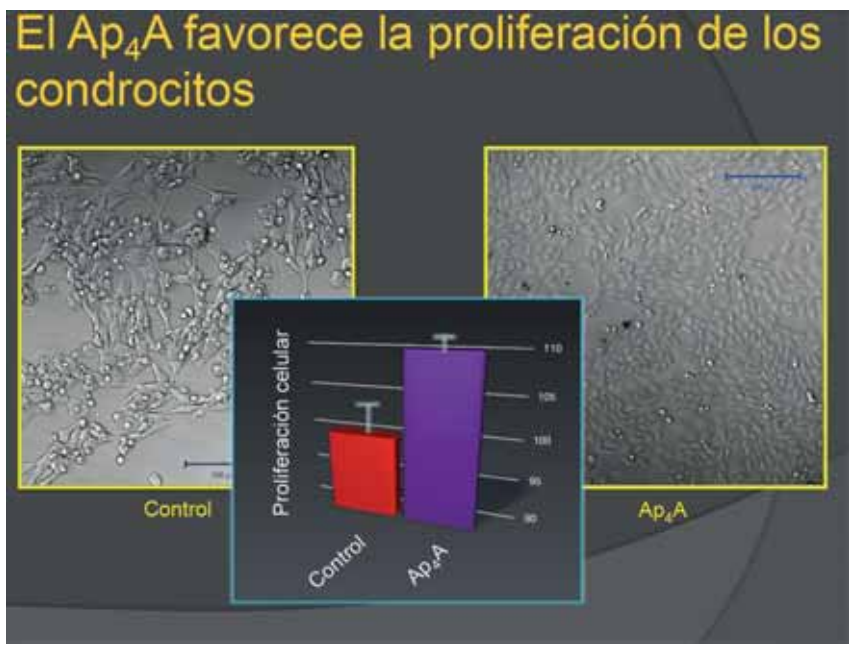 El Ap₄A favorece la proliferación de los
condrocitos
Proliferación celular
110
105
100
95
90
Control
Ap₄A
Control
Ap₄A